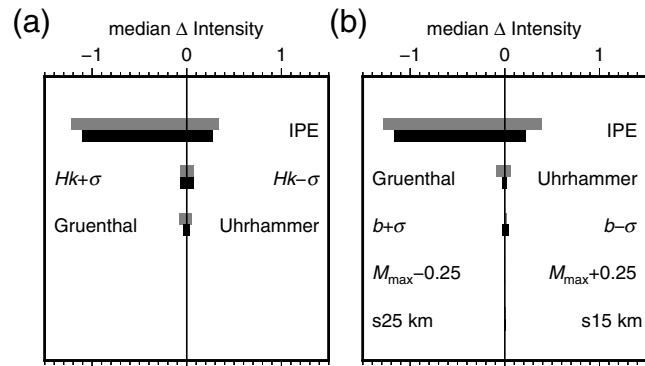 (a)
median Δ Intensity
−1 0 1
IPE
Hk+σ Hk−σ
Gruenthal Uhrhammer
(b)
median Δ Intensity
−1 0 1
IPE
Gruenthal Uhrhammer
b+σ b−σ
Mmax−0.25 Mmax+0.25
s25 km s15 km